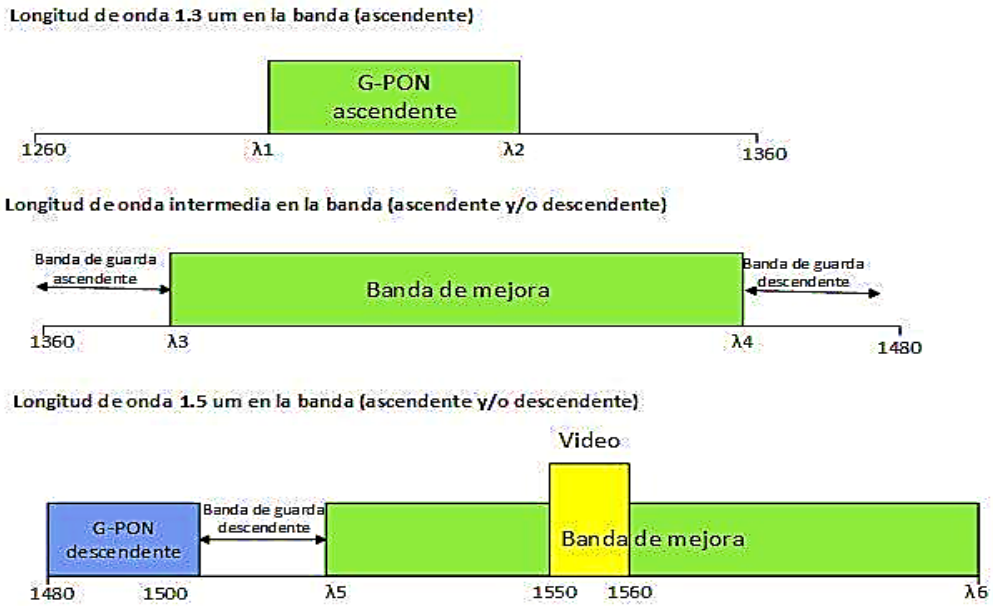 Longitud de onda 1.3 um en la banda (ascendente)
G-PON
ascendente
1260
λ1
λ2
1360
Longitud de onda intermedia en la banda (ascendente y/o descendente)
Banda de guarda
ascendente
Banda de mejora
Banda de guarda
descendente
1360
λ3
λ4
1480
Longitud de onda 1.5 um en la banda (ascendente y/o descendente)
Video
G-PON
descendente
Banda de guarda
descendente
Banda de mejora
1480
1500
λ5
1550
1560
λ6